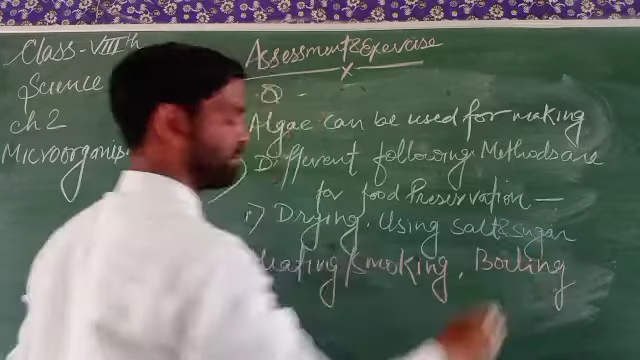 Class-VIIIth
Science
ch 2
Microorganis
Assessment & Exercise
x
Q -
Algae can be used for making
Different following Methods are
for food Preservation —
i) Drying, Using Salt & sugar
Heating/smoking, Boiling